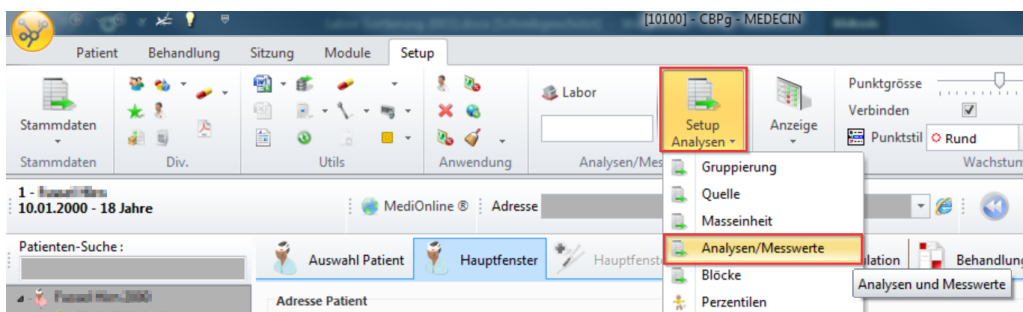 [10100] - CBPg - MEDECIN
Patient Behandlung Sitzung Module Setup
Labor
Punktgrösse
Verbinden
Stammdaten
Setup Analysen
Anzeige
Punktstil Rund
Stammdaten Div. Utils Anwendung Analysen/Mes Wachstum
Gruppierung
1 -
10.01.2000 - 18 Jahre
MediOnline ® Adresse
Quelle
Masseinheit
Patienten-Suche :
Auswahl Patient Hauptfenster Hauptfenste
Analysen/Messwerte
lation Behandlung
Blöcke
Analysen und Messwerte
Adresse Patient
Perzentilen